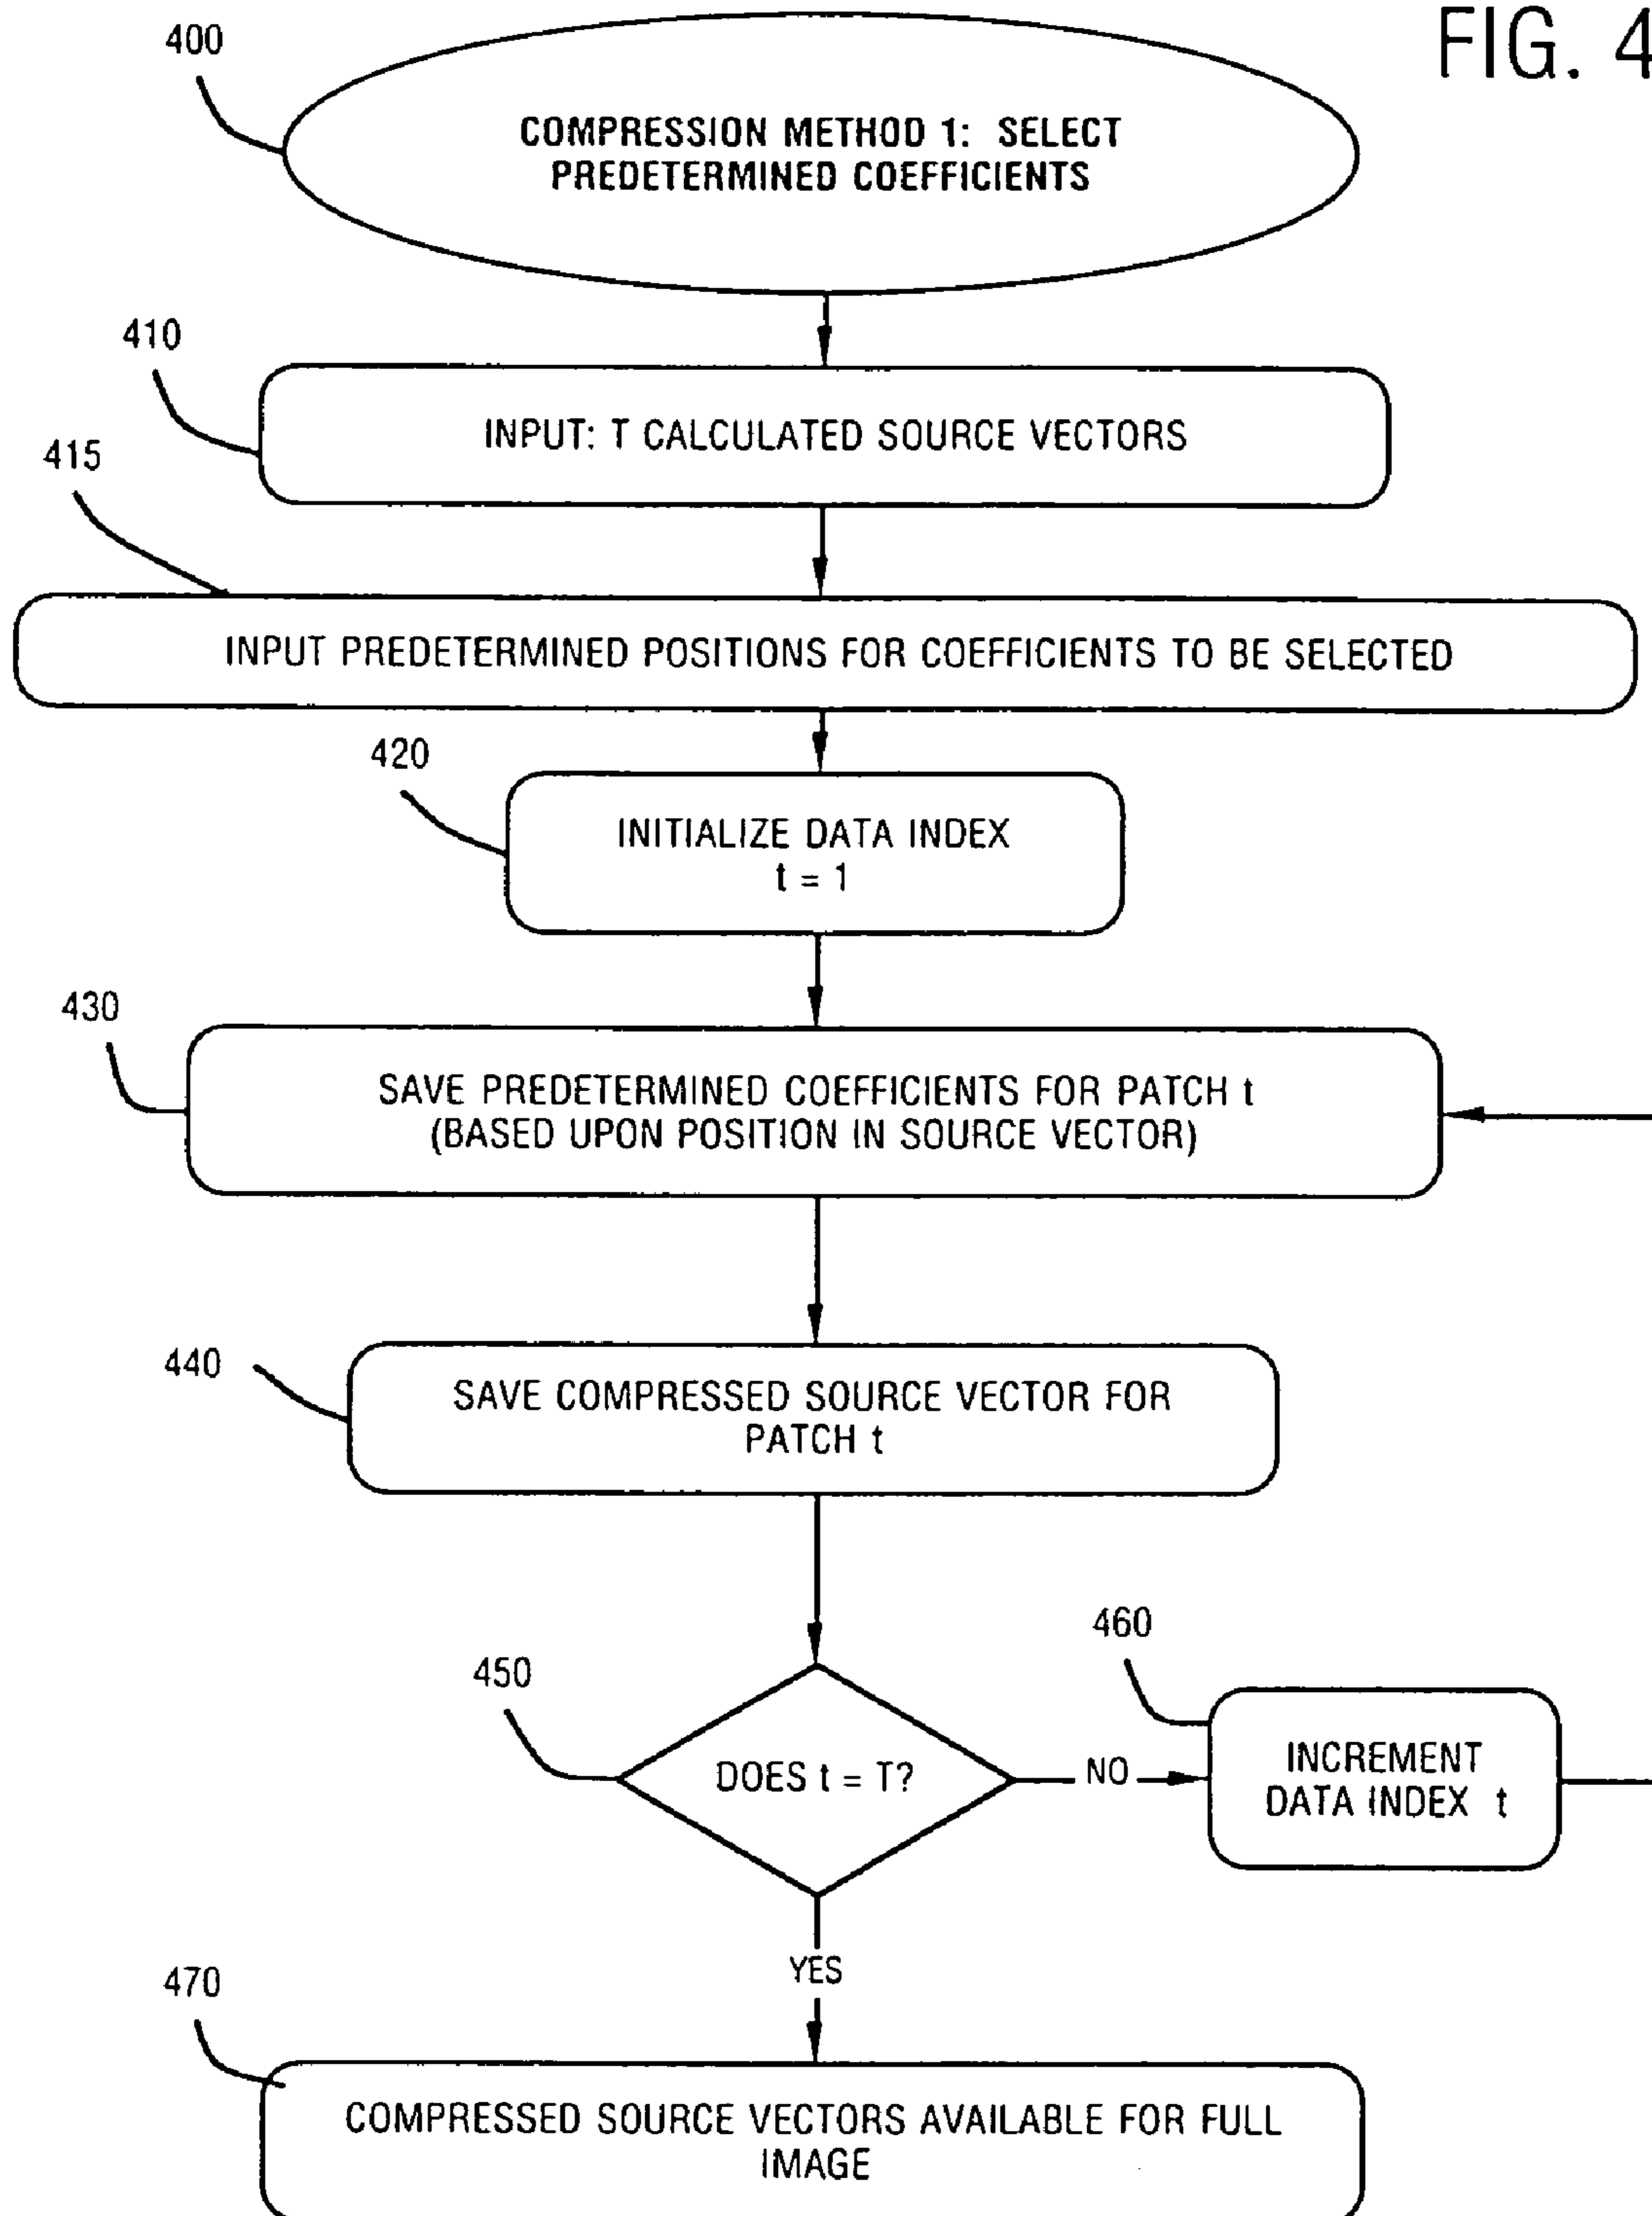 FIG. 4
400
COMPRESSION METHOD 1: SELECT
PREDETERMINED COEFFICIENTS
410
INPUT: T CALCULATED SOURCE VECTORS
415
INPUT PREDETERMINED POSITIONS FOR COEFFICIENTS TO BE SELECTED
420
INITIALIZE DATA INDEX
t = 1
430
SAVE PREDETERMINED COEFFICIENTS FOR PATCH t
(BASED UPON POSITION IN SOURCE VECTOR)
440
SAVE COMPRESSED SOURCE VECTOR FOR
PATCH t
450
DOES t = T?
NO
460
INCREMENT
DATA INDEX t
YES
470
COMPRESSED SOURCE VECTORS AVAILABLE FOR FULL
IMAGE